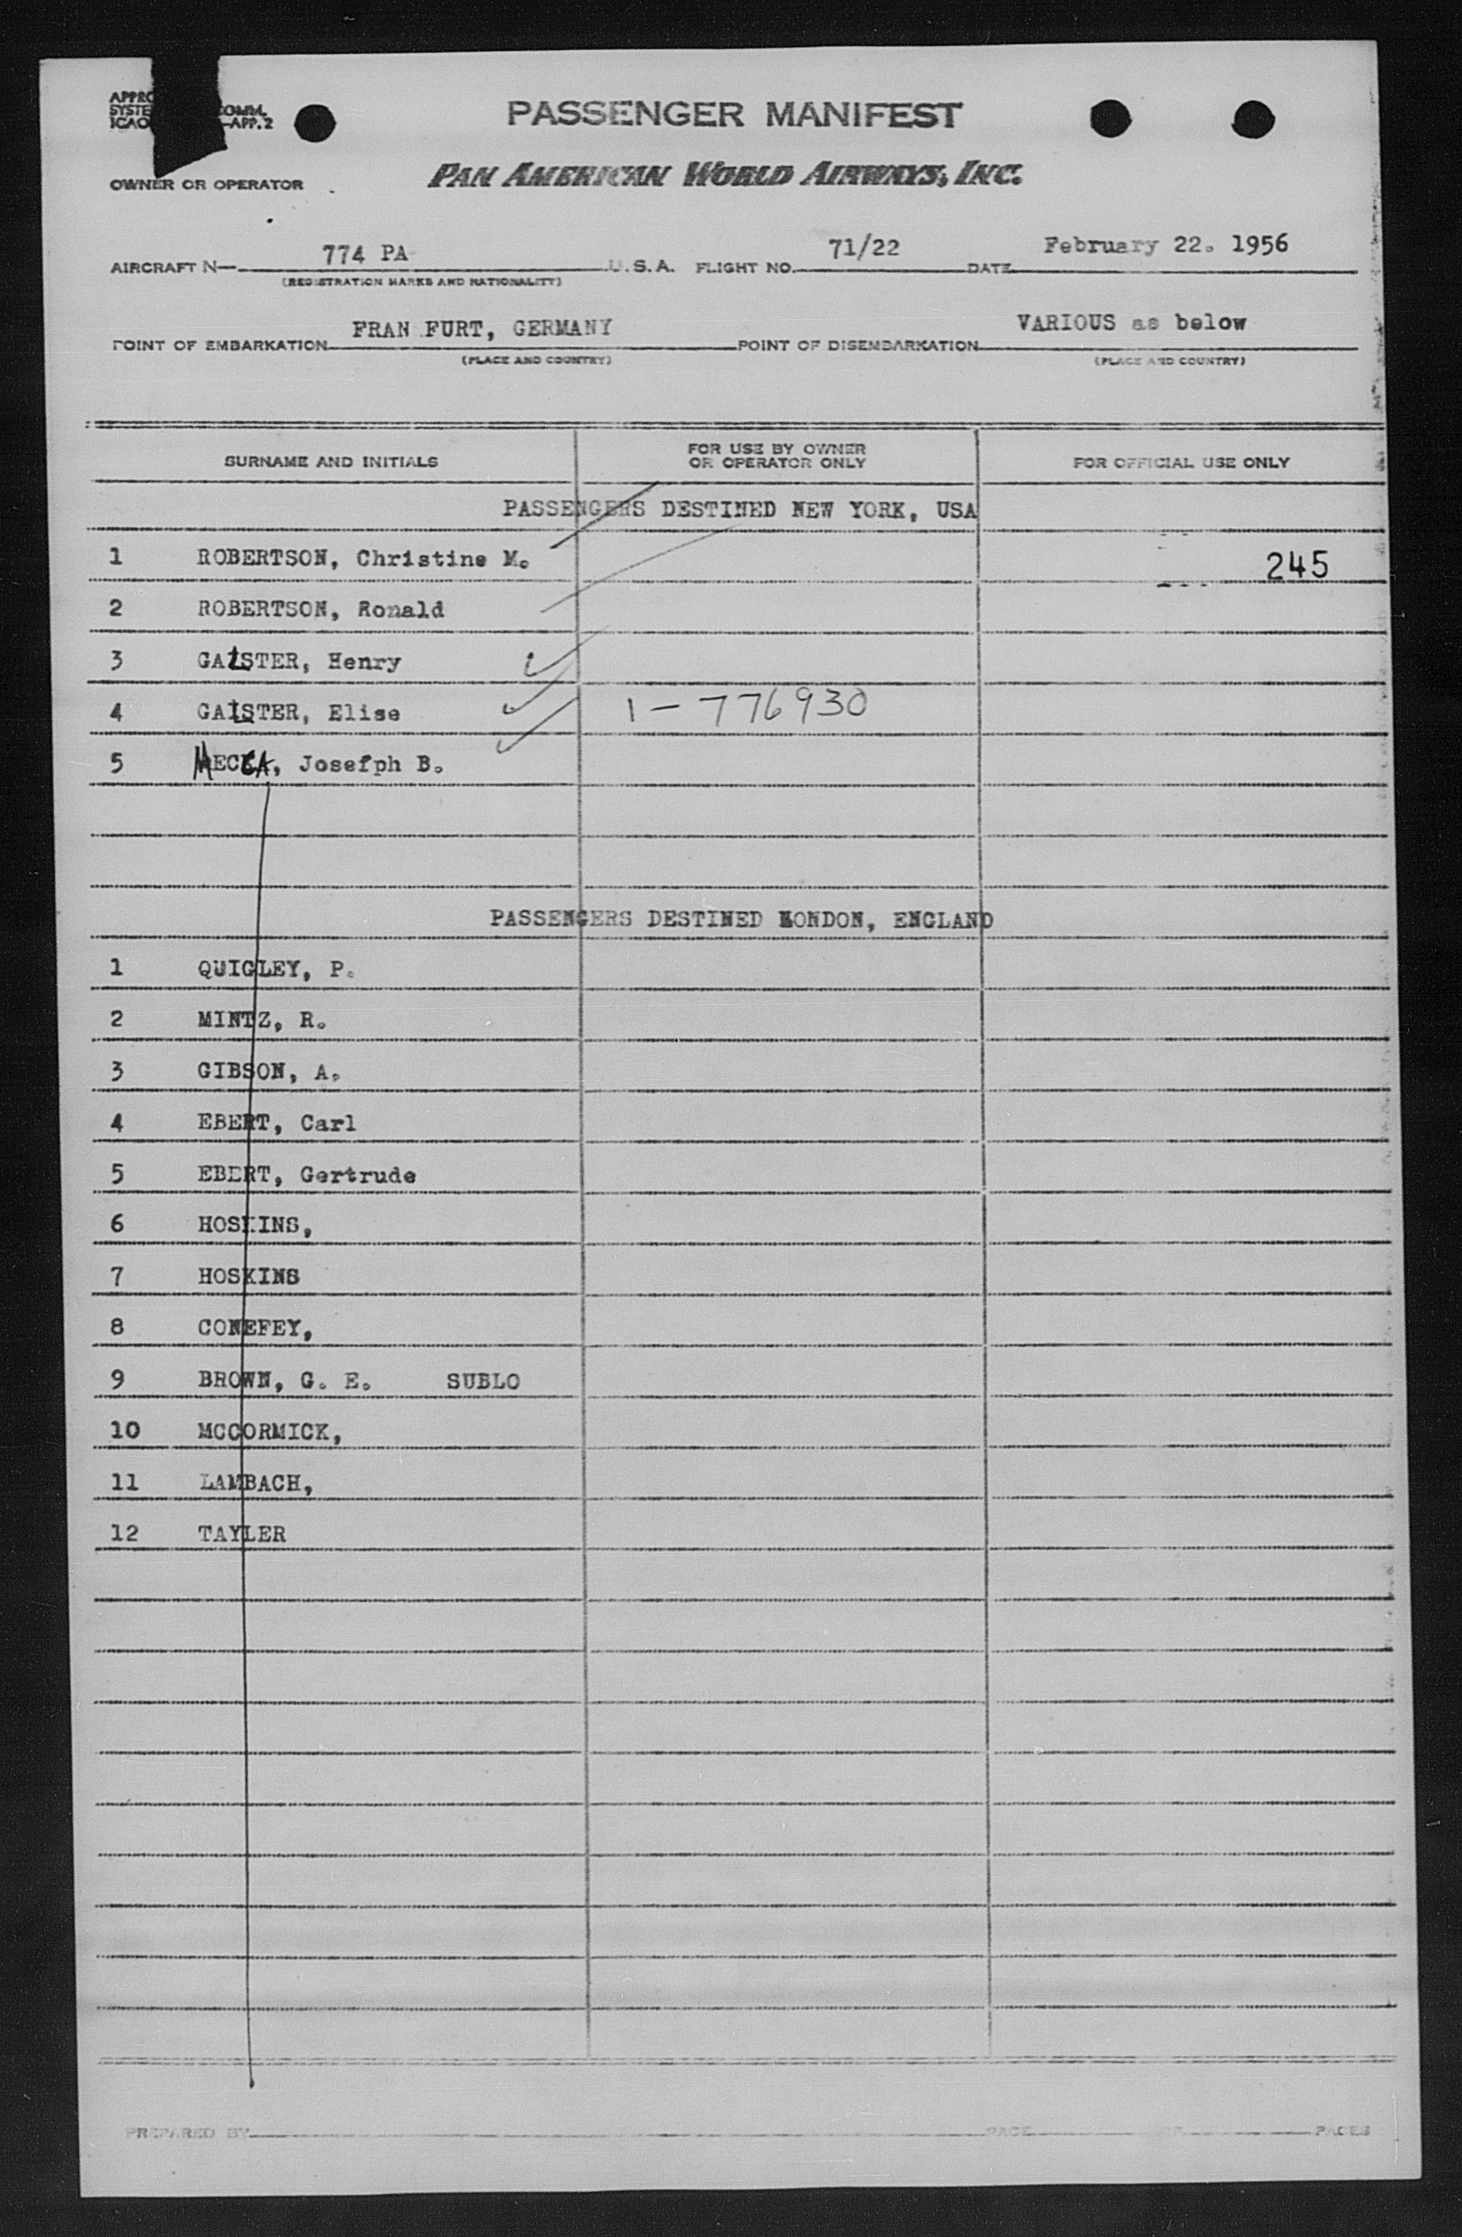 PASSENGER MANIFEST
PAN AMERICAN WORLD AIRWAYS, INC.
OWNER OR OPERATOR
AIRCRAFT N— 774 PA U.S.A. FLIGHT NO. 71/22 DATE February 22. 1956
(REGISTRATION MARKS AND NATIONALITY)
POINT OF EMBARKATION FRAN FURT, GERMANY POINT OF DISEMBARKATION VARIOUS as below
(PLACE AND COUNTRY) (PLACE AND COUNTRY)
SURNAME AND INITIALS FOR USE BY OWNER OR OPERATOR ONLY FOR OFFICIAL USE ONLY
PASSENGERS DESTINED NEW YORK, USA
1 ROBERTSON, Christine M. 245
2 ROBERTSON, Ronald
3 GAISTER, Henry
4 GAISTER, Elise 1-776930
5 MECCA, Josefph B.
PASSENGERS DESTINED LONDON, ENGLAND
1 QUIGLEY, P.
2 MINTZ, R.
3 GIBSON, A.
4 EBERT, Carl
5 EBERT, Gertrude
6 HOSKINS,
7 HOSKINS
8 CONEFEY,
9 BROWN, G. E. SUBLO
10 MCCORMICK,
11 LAMBACH,
12 TAYLER
PREPARED BY PAGE OF PAGES